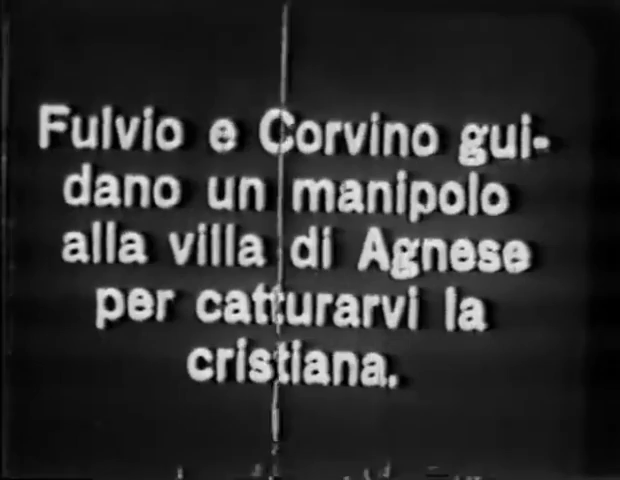 Fulvio e Corvino gui-
dano un manipolo
alla villa di Agnese
per catturarvi la
cristiana.